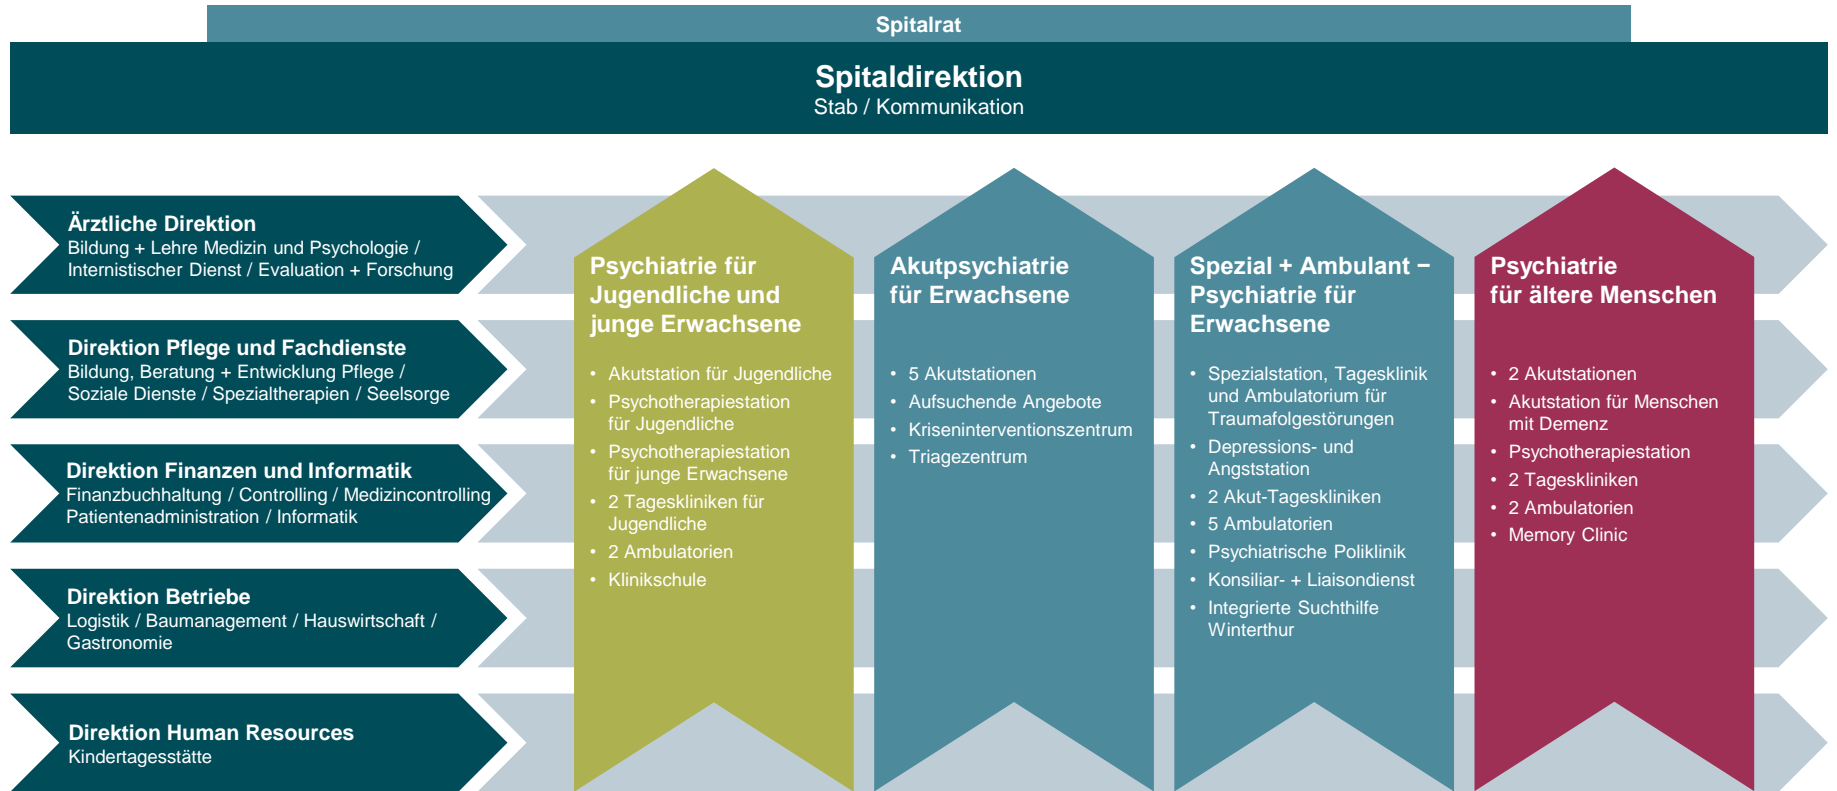 Spitalrat
Spitaldirektion
Stab / Kommunikation
Ärztliche Direktion
Bildung + Lehre Medizin und Psychologie /
Internistischer Dienst / Evaluation + Forschung
Direktion Pflege und Fachdienste
Bildung, Beratung + Entwicklung Pflege /
Soziale Dienste / Spezialtherapien / Seelsorge
Direktion Finanzen und Informatik
Finanzbuchhaltung / Controlling / Medizincontrolling
Patientenadministration / Informatik
Direktion Betriebe
Logistik / Baumanagement / Hauswirtschaft /
Gastronomie
Direktion Human Resources
Kindertagesstätte
Psychiatrie für
Jugendliche und
junge Erwachsene
• Akutstation für Jugendliche
• Psychotherapiestation
für Jugendliche
• Psychotherapiestation
für junge Erwachsene
• 2 Tageskliniken für
Jugendliche
• 2 Ambulatorien
• Klinikschule
Akutpsychiatrie
für Erwachsene
• 5 Akutstationen
• Aufsuchende Angebote
• Kriseninterventionszentrum
• Triagezentrum
Spezial + Ambulant −
Psychiatrie für
Erwachsene
• Spezialstation, Tagesklinik
und Ambulatorium für
Traumafolgestörungen
• Depressions- und
Angststation
• 2 Akut-Tageskliniken
• 5 Ambulatorien
• Psychiatrische Poliklinik
• Konsiliar- + Liaisondienst
• Integrierte Suchthilfe
Winterthur
Psychiatrie
für ältere Menschen
• 2 Akutstationen
• Akutstation für Menschen
mit Demenz
• Psychotherapiestation
• 2 Tageskliniken
• 2 Ambulatorien
• Memory Clinic